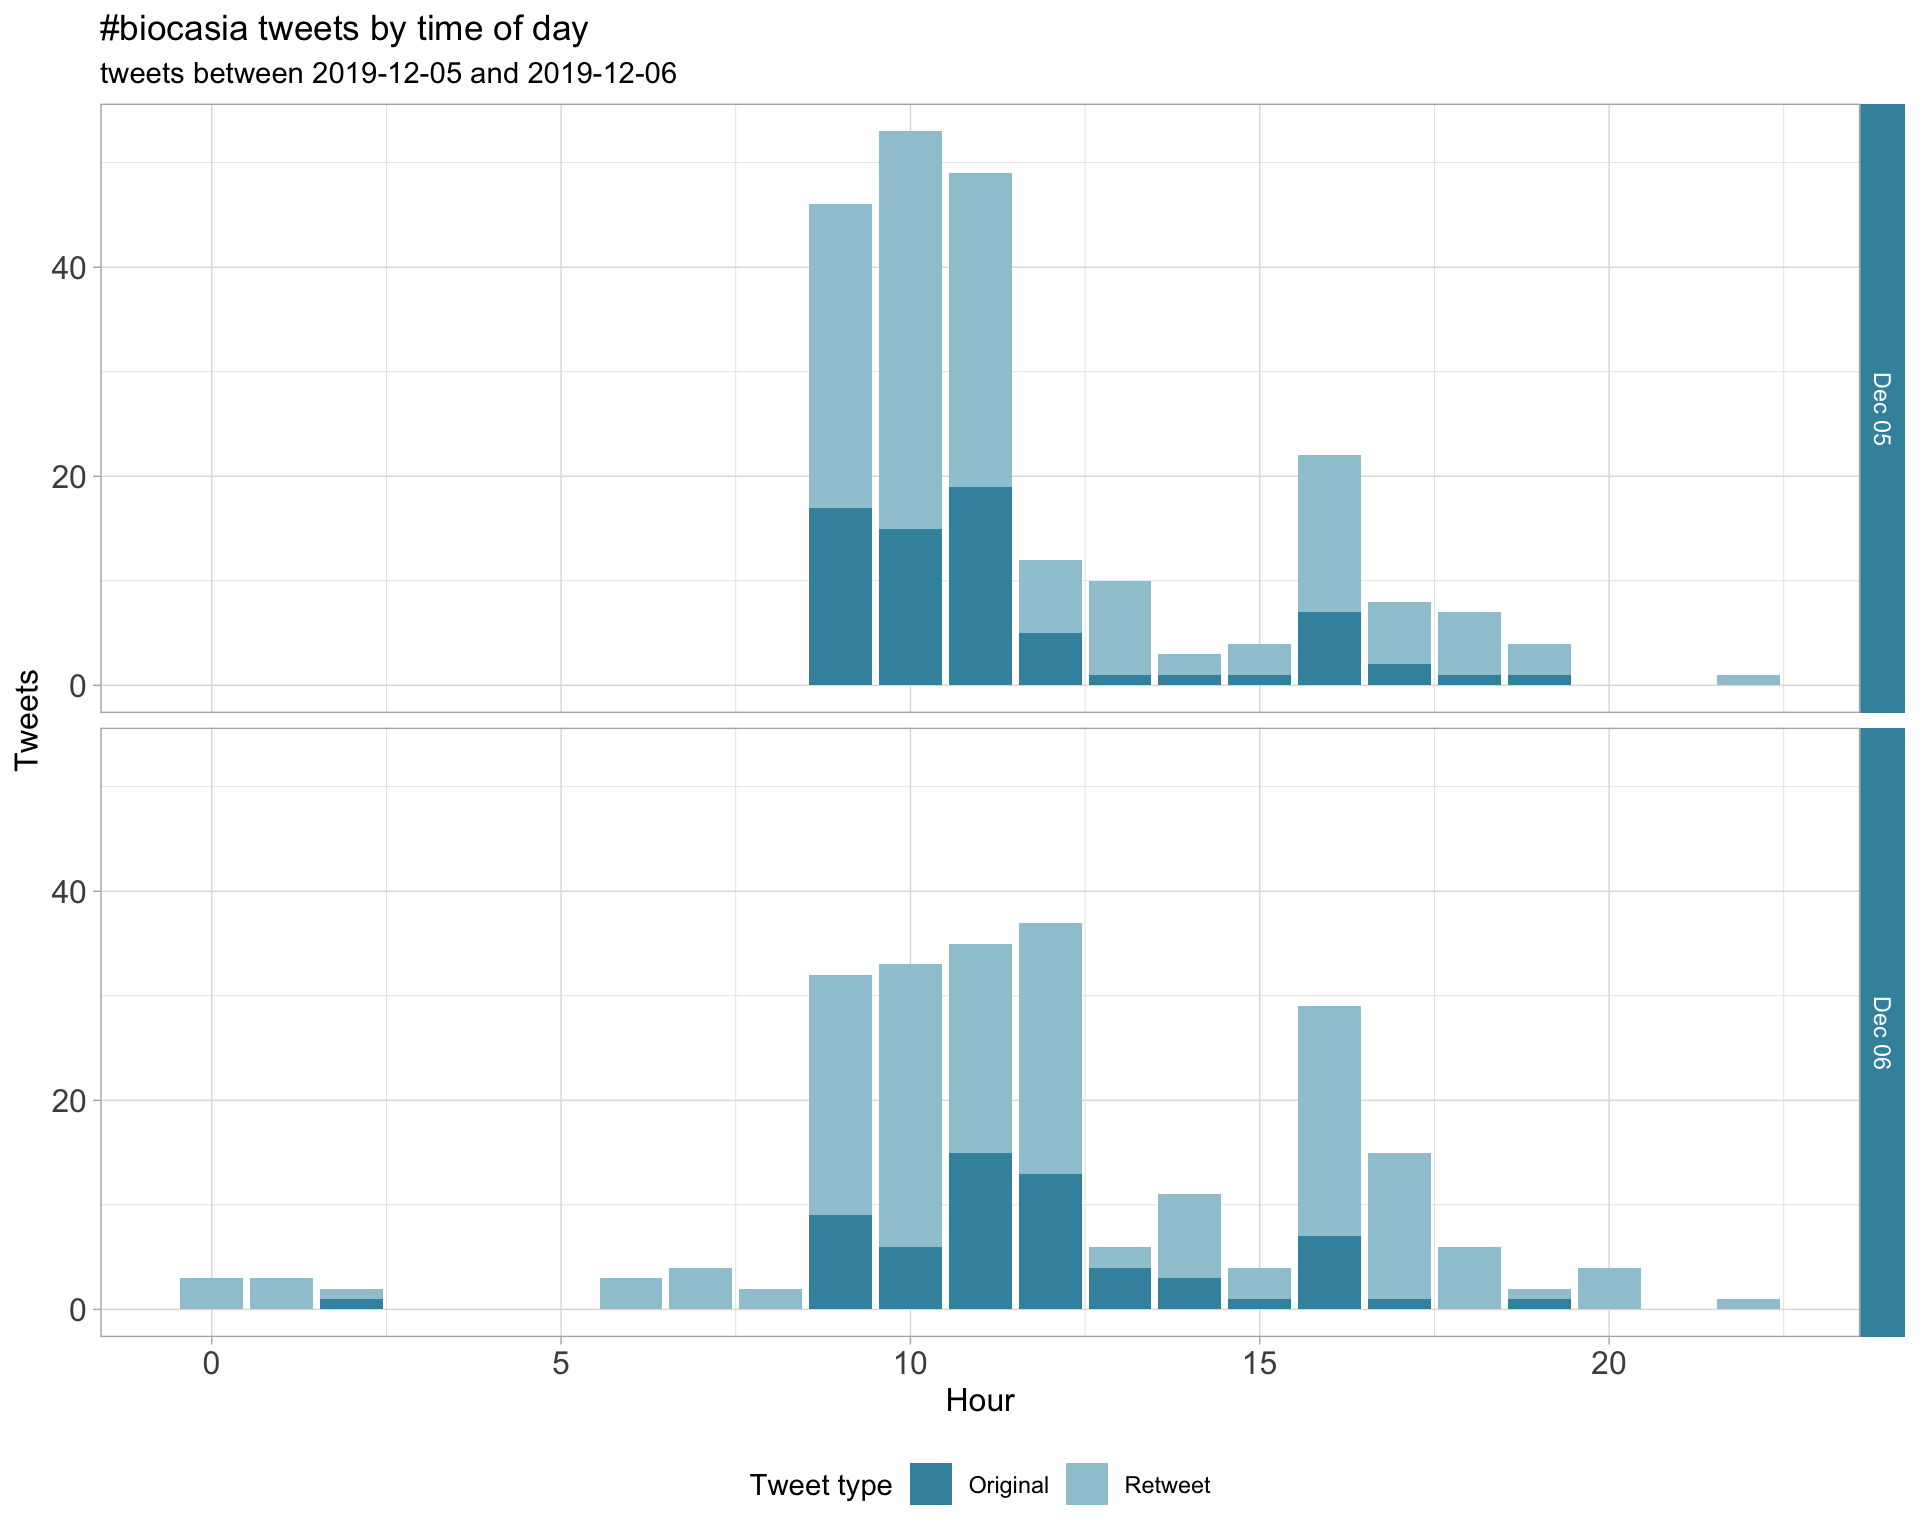 #biocasia tweets by time of day
tweets between 2019-12-05 and 2019-12-06
Tweets
40
20
0
Dec 05
40
20
0
Dec 06
0 5 10 15 20
Hour
Tweet type Original Retweet